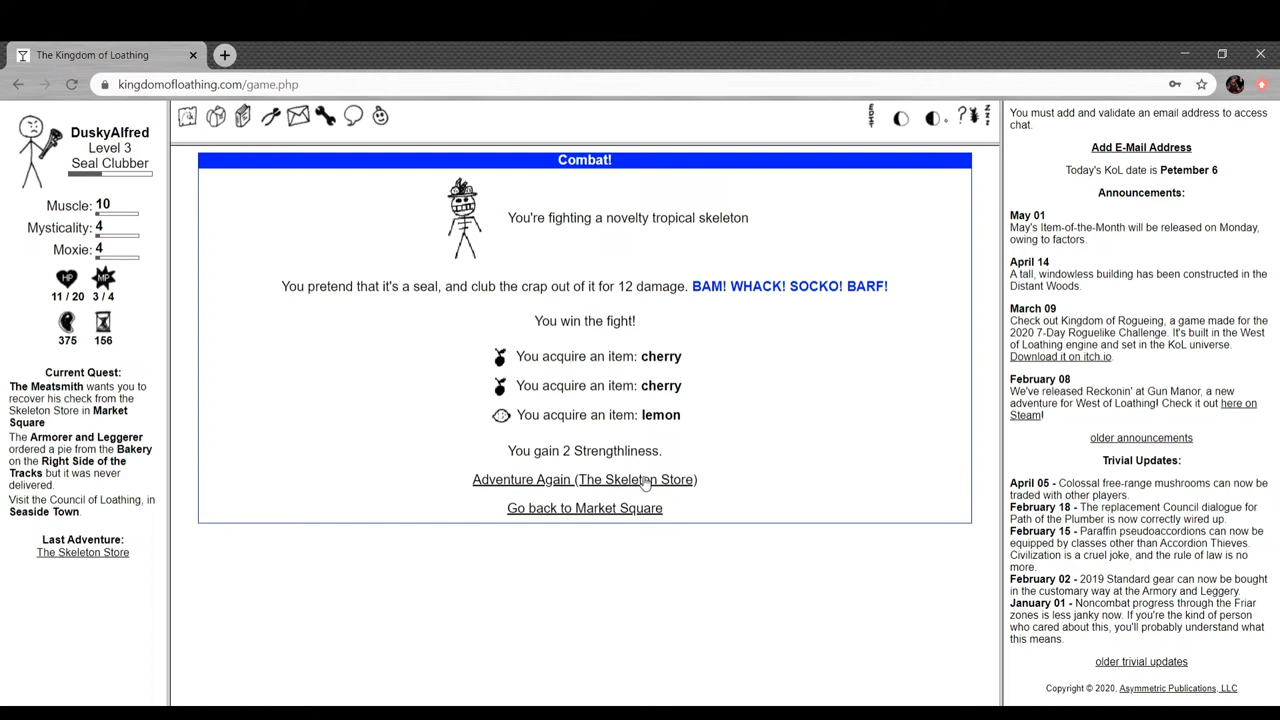 The Kingdom of Loathing
kingdomofloathing.com/game.php
DuskyAlfred
Level 3
Seal Clubber
Muscle: 10
Mysticality: 4
Moxie: 4
HP
MP
11 / 20
3 / 4
375
156
Current Quest:
The Meatsmith wants you to
recover his check from the
Skeleton Store in Market
Square
The Armorer and Leggerer
ordered a pie from the Bakery
on the Right Side of the
Tracks but it was never
delivered.
Visit the Council of Loathing, in
Seaside Town.
Last Adventure:
The Skeleton Store
Combat!
You're fighting a novelty tropical skeleton
You pretend that it's a seal, and club the crap out of it for 12 damage. BAM! WHACK! SOCKO! BARF!
You win the fight!
You acquire an item: cherry
You acquire an item: cherry
You acquire an item: lemon
You gain 2 Strengthliness.
Adventure Again (The Skeleton Store)
Go back to Market Square
You must add and validate an email address to access
chat.
Add E-Mail Address
Today's KoL date is Petember 6
Announcements:
May 01
May's Item-of-the-Month will be released on Monday,
owing to factors.
April 14
A tall, windowless building has been constructed in the
Distant Woods.
March 09
Check out Kingdom of Rogueing, a game made for the
2020 7-Day Roguelike Challenge. It's built in the West
of Loathing engine and set in the KoL universe.
Download it on itch.io.
February 08
We've released Reckonin' at Gun Manor, a new
adventure for West of Loathing! Check it out here on
Steam!
older announcements
Trivial Updates:
April 05 - Colossal free-range mushrooms can now be
traded with other players.
February 18 - The replacement Council dialogue for
Path of the Plumber is now correctly wired up.
February 15 - Paraffin pseudoaccordions can now be
equipped by classes other than Accordion Thieves.
Civilization is a cruel joke, and the rule of law is no
more.
February 02 - 2019 Standard gear can now be bought
in the customary way at the Armory and Leggery.
January 01 - Noncombat progress through the Friar
zones is less janky now. If you're the kind of person
who cared about this, you'll probably understand what
this means.
older trivial updates
Copyright © 2020, Asymmetric Publications, LLC